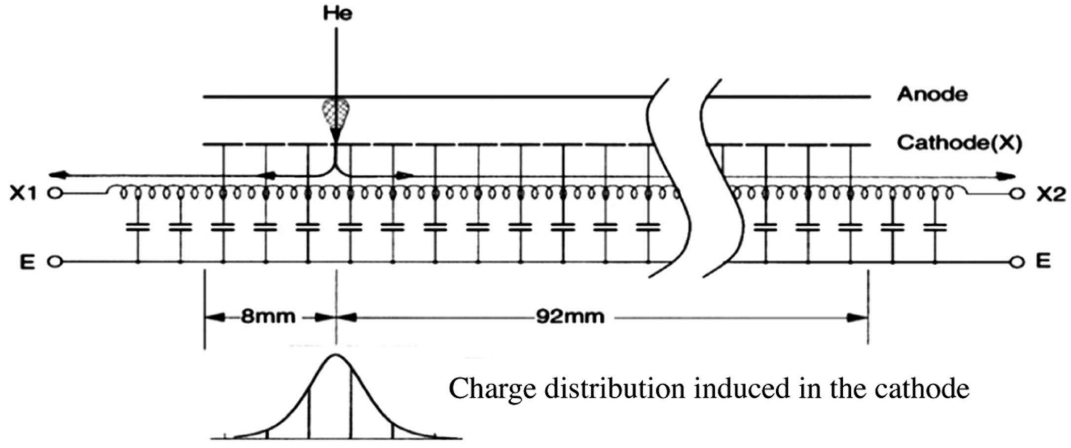 He
Anode
Cathode(X)
X1
X2
E
E
8mm
92mm
Charge distribution induced in the cathode